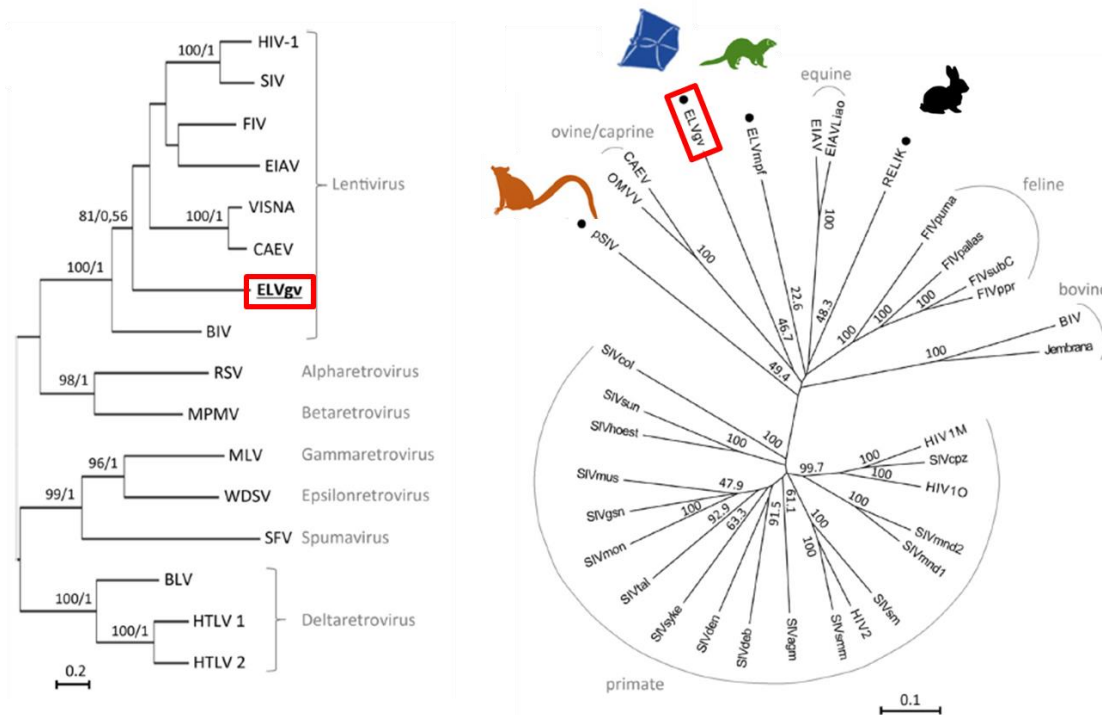 HIV-1
100/1
SIV
FIV
EIAV
Lentivirus
VISNA
100/1
81/0,56
CAEV
100/1
ELVgv
BIV
RSV
Alpharetrovirus
98/1
MPMV
Betaretrovirus
MLV
Gammaretrovirus
96/1
WDSV
Epsilonretrovirus
99/1
SFV
Spumavirus
BLV
100/1
HTLV 1
Deltaretrovirus
100/1
HTLV 2
0.2
ovine/caprine
equine
feline
bovine
primate
pSIV
OMVV
CAEV
100
ELVgv
ELVmpf
EIAV
EIAVLiao
100
RELIK
FIVpuma
FIVpallas
FIVsubC
FIVppr
100
100
100
BIV
Jembrana
100
49.4
46.7
22.6
48.3
SIVcol
100
SIVsun
SIVhoest
100
SIVmus
47.9
SIVgsn
100
SIVmon
92.9
SIVtal
63.3
SIVsyke
SIVden
51.6
SIVdeb
61.1
SIVagm
SIVsmm
100
HIV2
100
SIVsm
99.7
HIV1M
100
SIVcpz
100
HIV1O
SIVmnd2
100
SIVmnd1
0.1